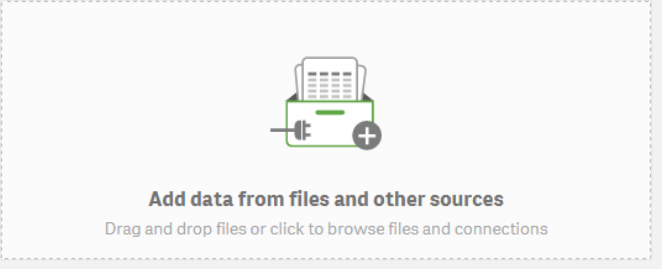 Add data from files and other sources
Drag and drop files or click to browse files and connections